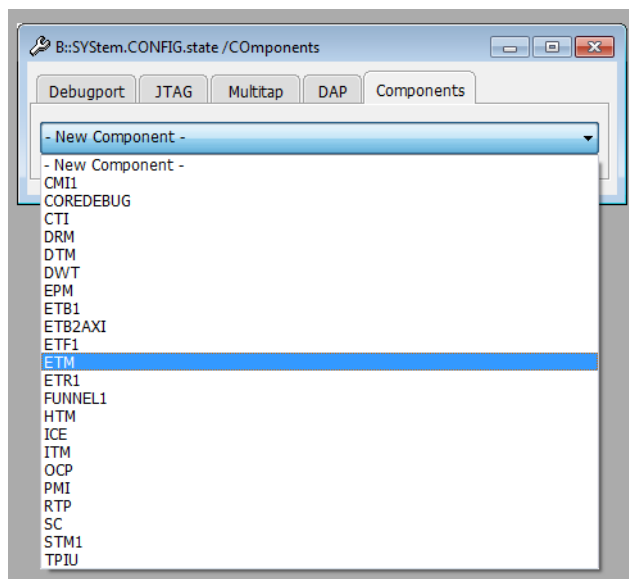 B::SYStem.CONFIG.state /COmponents
Debugport JTAG Multitap DAP Components
- New Component -
- New Component -
CMI1
COREDEBUG
CTI
DRM
DTM
DWT
EPM
ETB1
ETB2AXI
ETF1
ETM
ETR1
FUNNEL1
HTM
ICE
ITM
OCP
PMI
RTP
SC
STM1
TPIU